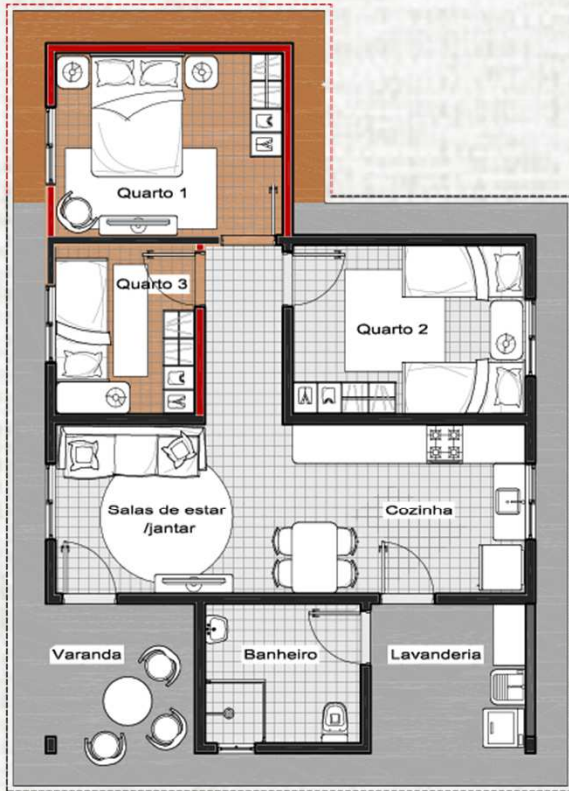 Quarto 1
Quarto 3
Quarto 2
Salas de estar
/jantar
Cozinha
Varanda
Banheiro
Lavanderia